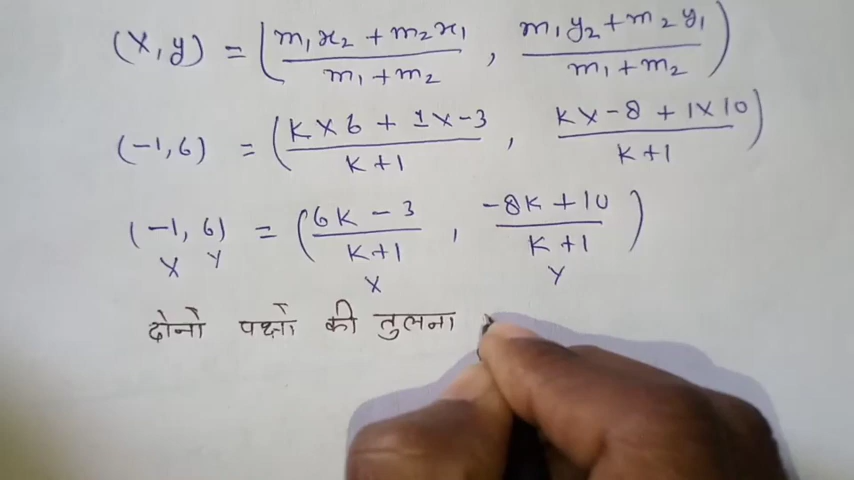 (X, y) = ( m₁x₂ + m₂x₁ / m₁ + m₂ , m₁y₂ + m₂y₁ / m₁ + m₂ )
(-1, 6) = ( K X 6 + 1 X -3 / K + 1 , K X -8 + 1 X 10 / K + 1 )
(-1, 6) = ( 6K - 3 / K + 1 , -8K + 10 / K + 1 )
X Y X Y
दोनो पक्षो की तुलना